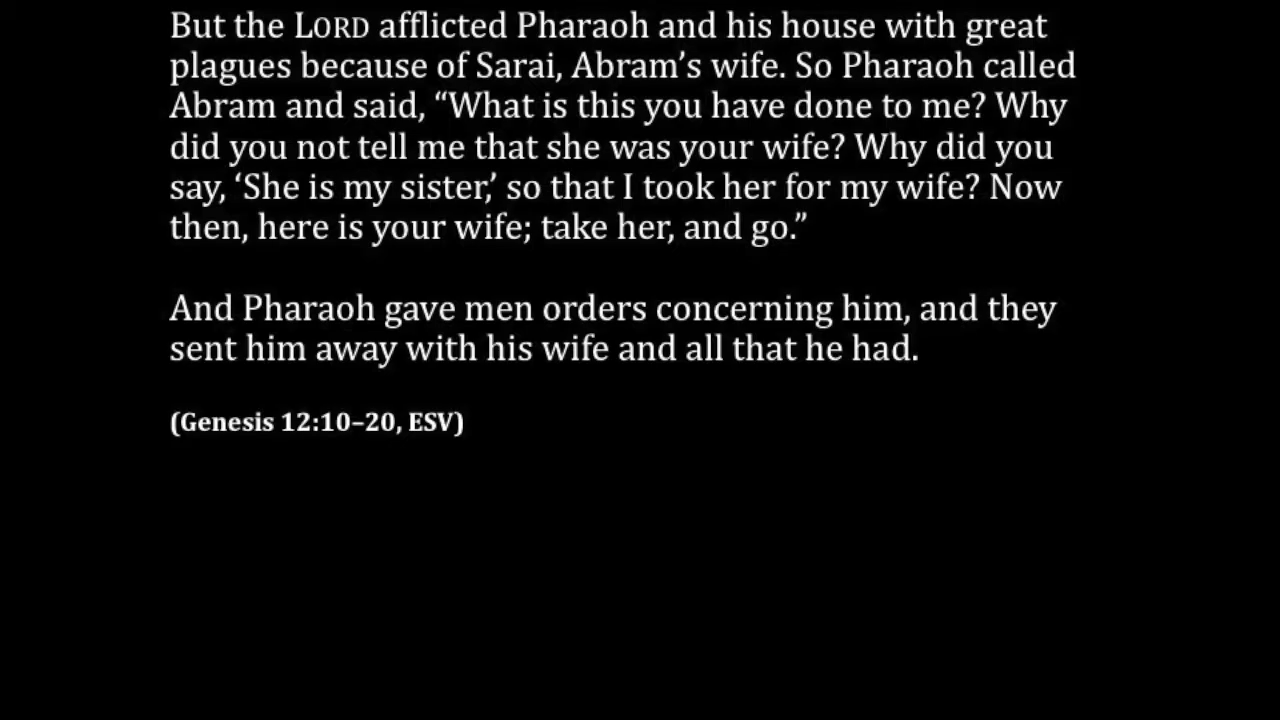 But the LORD afflicted Pharaoh and his house with great
plagues because of Sarai, Abram’s wife. So Pharaoh called
Abram and said, “What is this you have done to me? Why
did you not tell me that she was your wife? Why did you
say, ‘She is my sister,’ so that I took her for my wife? Now
then, here is your wife; take her, and go.”
And Pharaoh gave men orders concerning him, and they
sent him away with his wife and all that he had.
(Genesis 12:10–20, ESV)